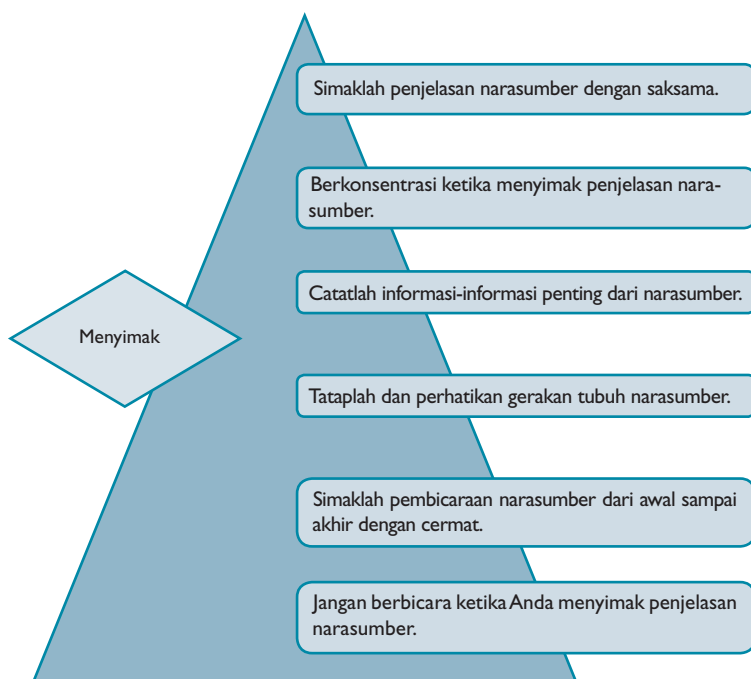 Simaklah penjelasan narasumber dengan saksama.
Berkonsentrasi ketika menyimak penjelasan nara-
sumber.
Catatlah informasi-informasi penting dari narasumber.
Menyimak
Tataplah dan perhatikan gerakan tubuh narasumber.
Simaklah pembicaraan narasumber dari awal sampai
akhir dengan cermat.
Jangan berbicara ketika Anda menyimak penjelasan
narasumber.